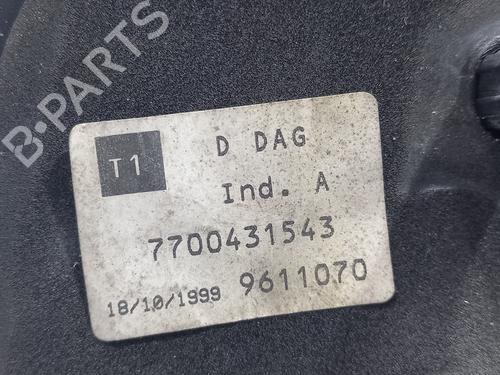 B-PARTS
T1
D DAG
Ind. A
7700431543
18/10/1999 9611070